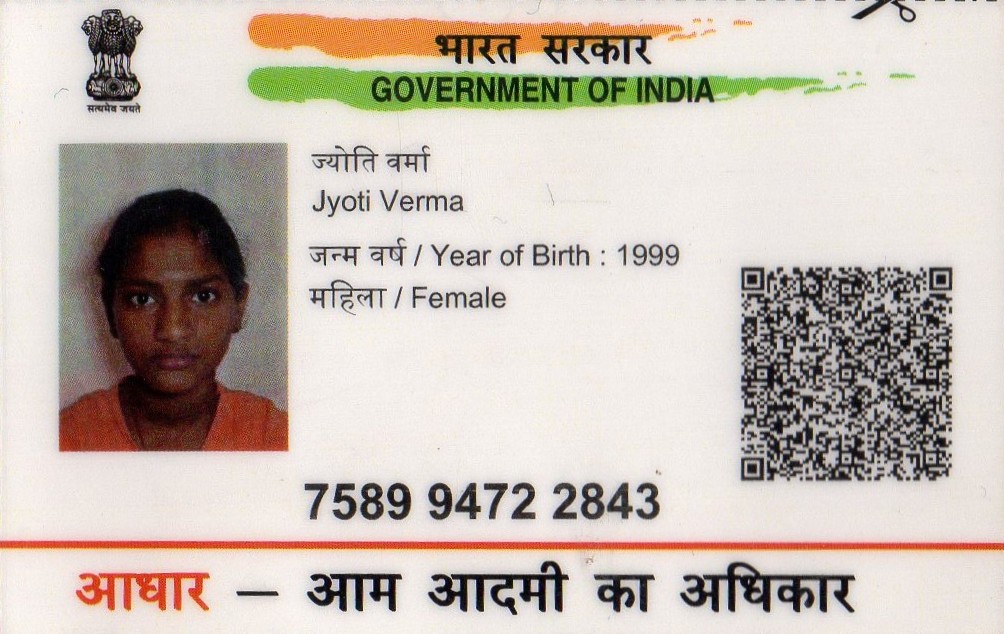 भारत सरकार
GOVERNMENT OF INDIA
सत्यमेव जयते
ज्योति वर्मा
Jyoti Verma
जन्म वर्ष / Year of Birth : 1999
महिला / Female
7589 9472 2843
आधार — आम आदमी का अधिकार